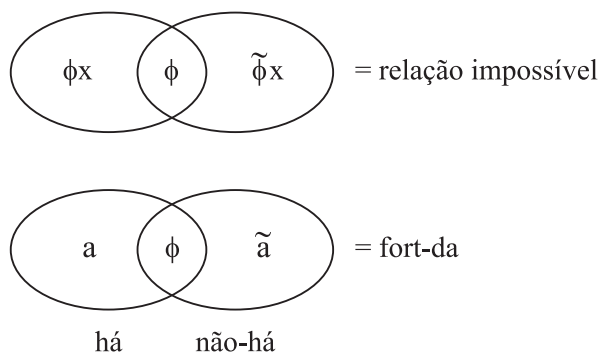 ϕx ϕ ϕ̃x = relação impossível
a ϕ ã = fort-da
há não-há